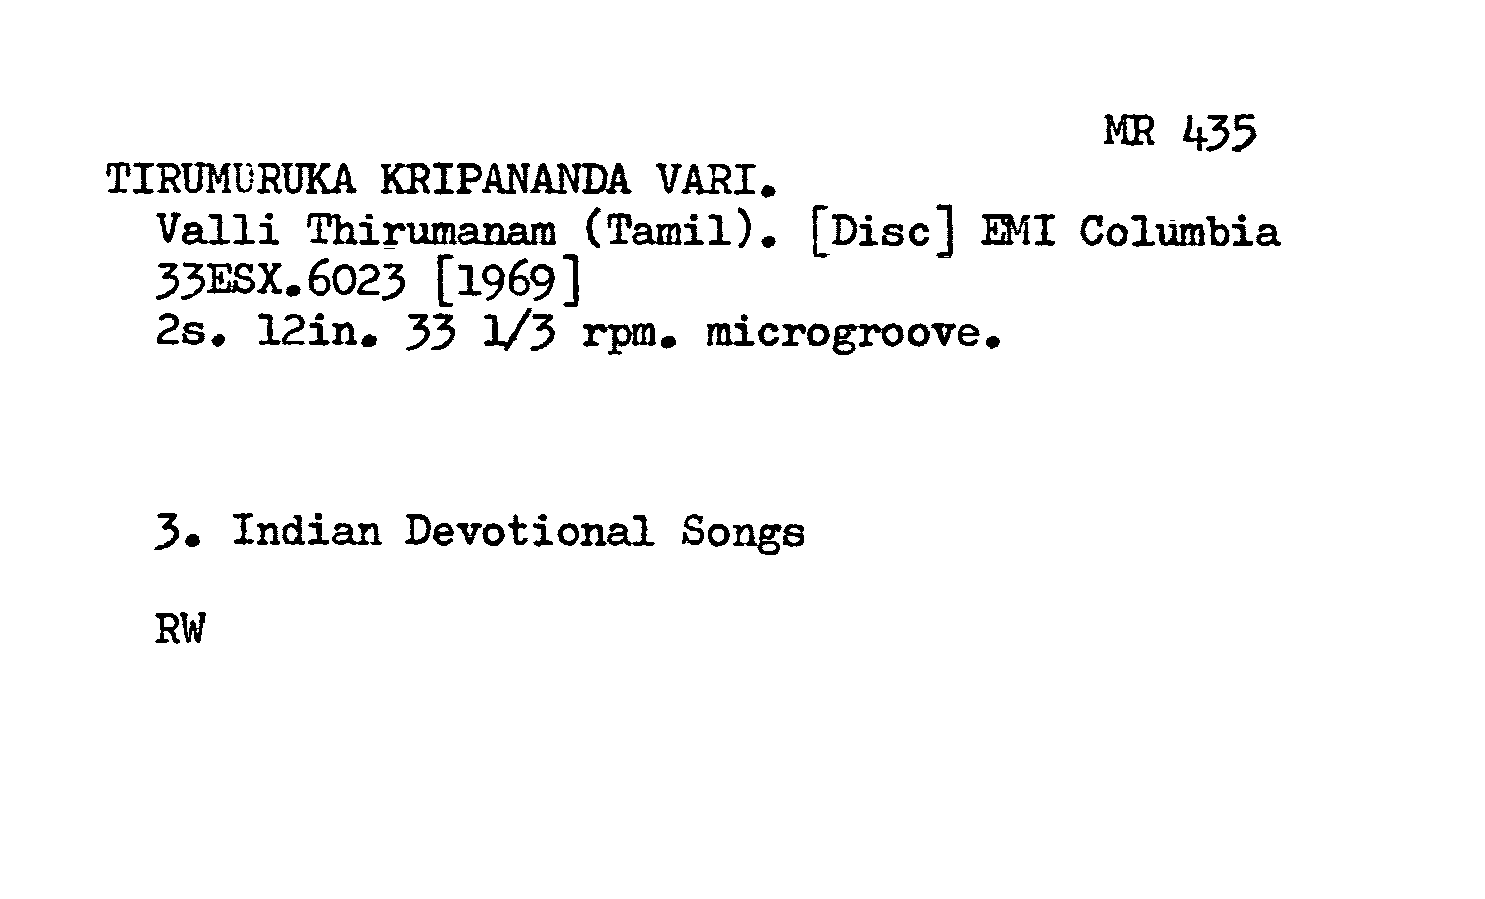 MR 435
TIRUMURUKA KRIPANANDA VARI.
Valli Thirumanam (Tamil). [Disc] EMI Columbia
33ESX.6023 [1969]
2s. 12in. 33 1/3 rpm. microgroove.
3. Indian Devotional Songs
RW